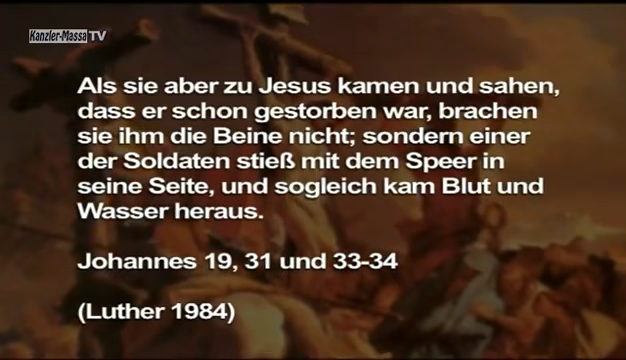 Kanzler-Massa TV
Als sie aber zu Jesus kamen und sahen,
dass er schon gestorben war, brachen
sie ihm die Beine nicht; sondern einer
der Soldaten stieß mit dem Speer in
seine Seite, und sogleich kam Blut und
Wasser heraus.
Johannes 19, 31 und 33-34
(Luther 1984)